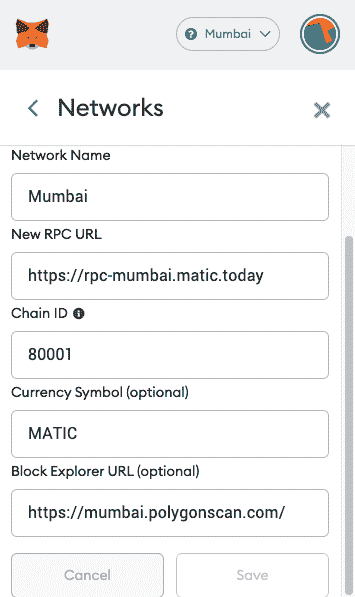 Mumbai
Networks
Network Name
Mumbai
New RPC URL
https://rpc-mumbai.matic.today
Chain ID
80001
Currency Symbol (optional)
MATIC
Block Explorer URL (optional)
https://mumbai.polygonscan.com/
Cancel
Save